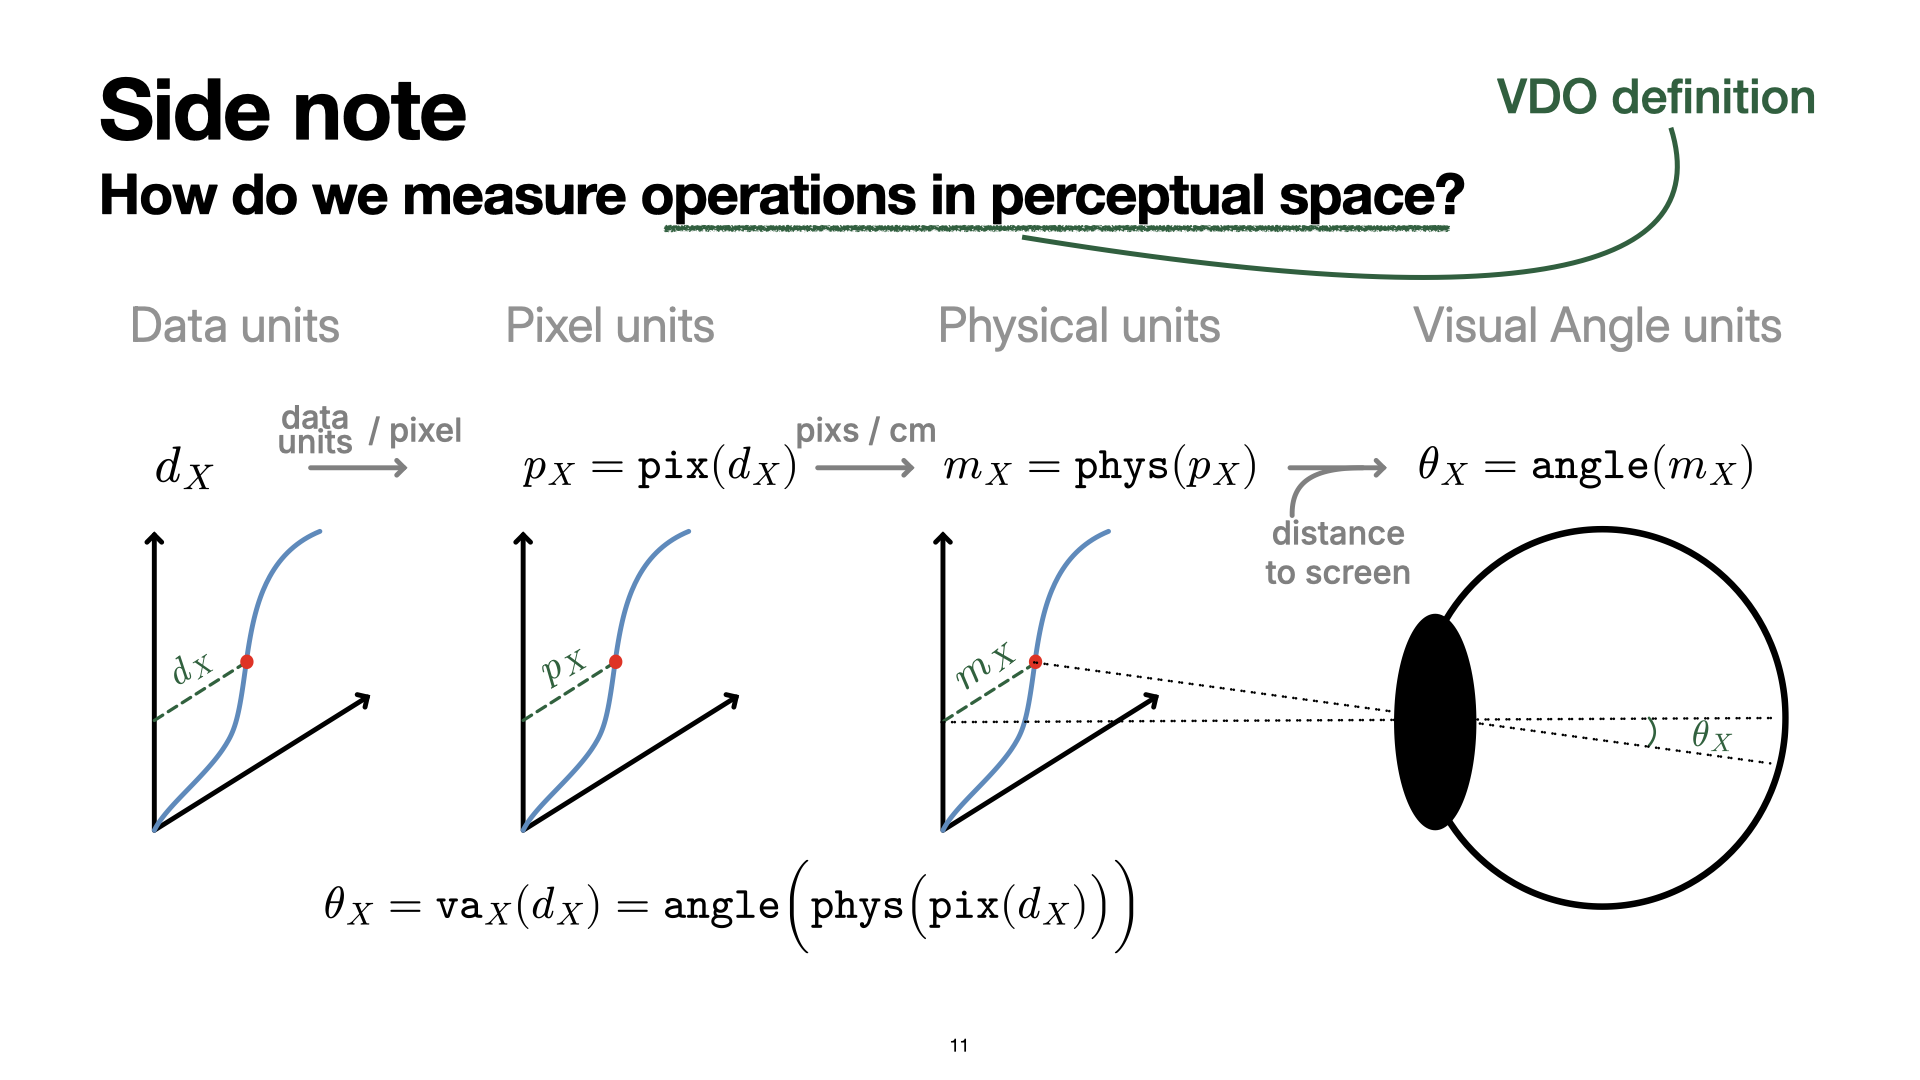 Side note
VDO definition
How do we measure operations in perceptual space?
Data units
Pixel units
Physical units
Visual Angle units
d_X
data units / pixel
p_X = pix(d_X)
pixs / cm
m_X = phys(p_X)
distance
to screen
θ_X = angle(m_X)
d_X
p_X
m_X
θ_X
θ_X = va_X(d_X) = angle(phys(pix(d_X)))
11